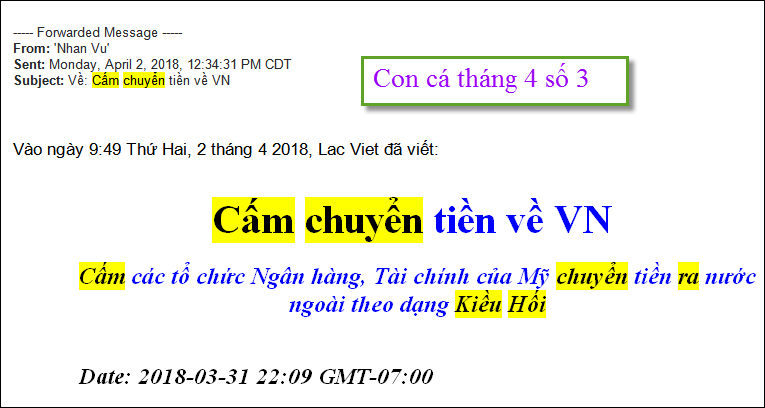 ----- Forwarded Message -----
From: 'Nhan Vu'
Sent: Monday, April 2, 2018, 12:34:31 PM CDT
Subject: Về: Cấm chuyển tiền về VN
Con cá tháng 4 số 3
Vào ngày 9:49 Thứ Hai, 2 tháng 4 2018, Lac Viet đã viết:
Cấm chuyển tiền về VN
Cấm các tổ chức Ngân hàng, Tài chính của Mỹ chuyển tiền ra nước
ngoài theo dạng Kiều Hối
Date: 2018-03-31 22:09 GMT-07:00